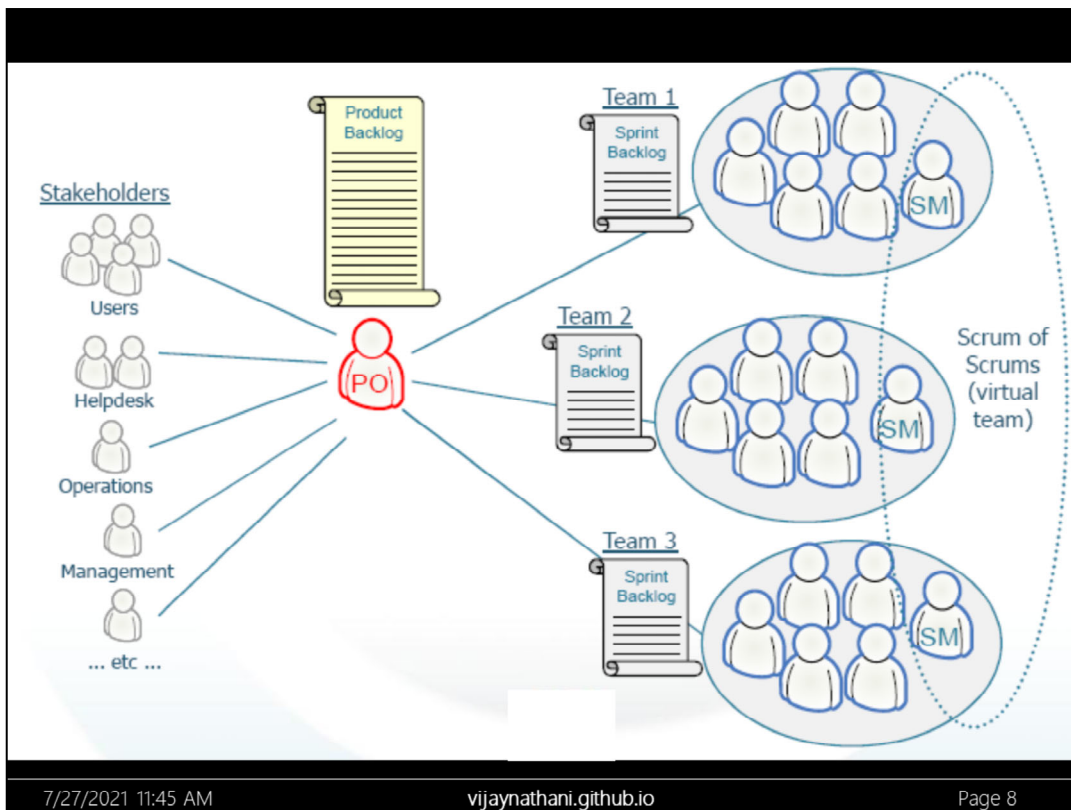 Stakeholders
Users
Helpdesk
Operations
Management
... etc ...
Product
Backlog
PO
Team 1
Sprint
Backlog
SM
Team 2
Sprint
Backlog
SM
Team 3
Sprint
Backlog
SM
Scrum of
Scrums
(virtual
team)
7/27/2021 11:45 AM
vijaynathani.github.io
Page 8